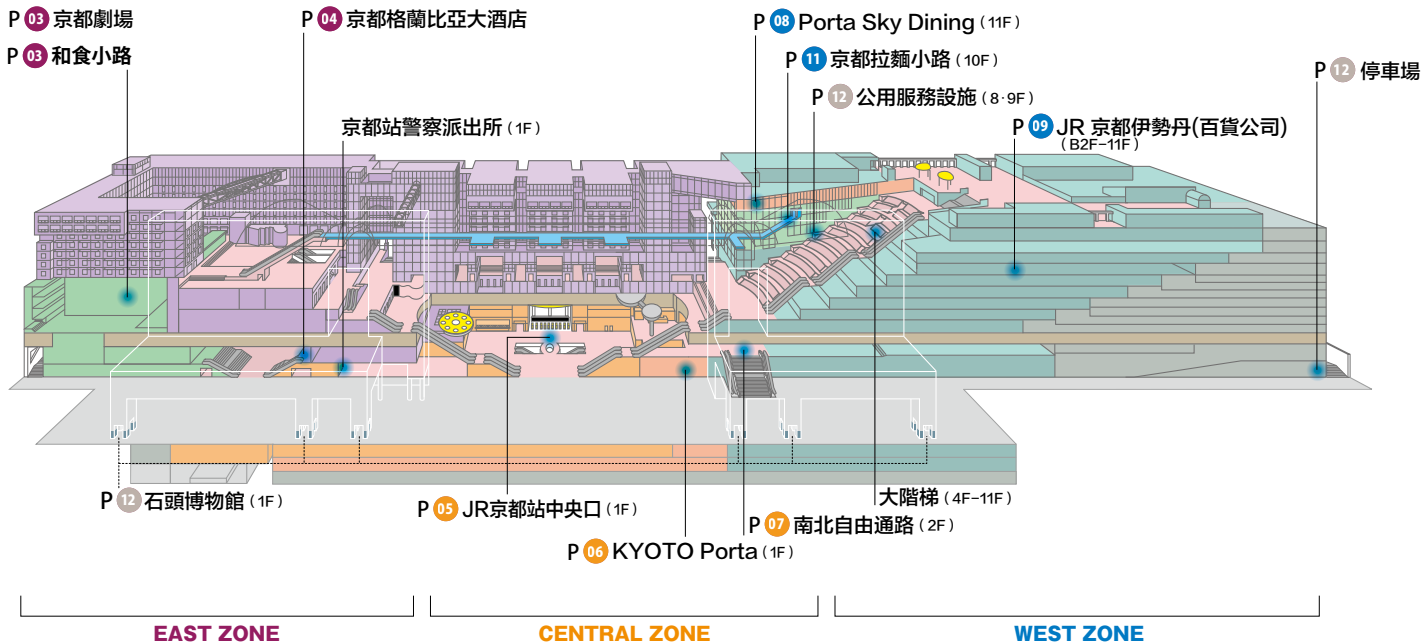 P 03 京都劇場
P 03 和食小路
P 04 京都格蘭比亞大酒店
京都站警察派出所 (1F)
P 08 Porta Sky Dining (11F)
P 11 京都拉麵小路 (10F)
P 12 公用服務設施 (8·9F)
P 09 JR 京都伊勢丹(百貨公司)
(B2F-11F)
P 12 停車場
P 12 石頭博物館 (1F)
P 05 JR京都站中央口 (1F)
P 06 KYOTO Porta (1F)
P 07 南北自由通路 (2F)
大階梯 (4F-11F)
EAST ZONE
CENTRAL ZONE
WEST ZONE